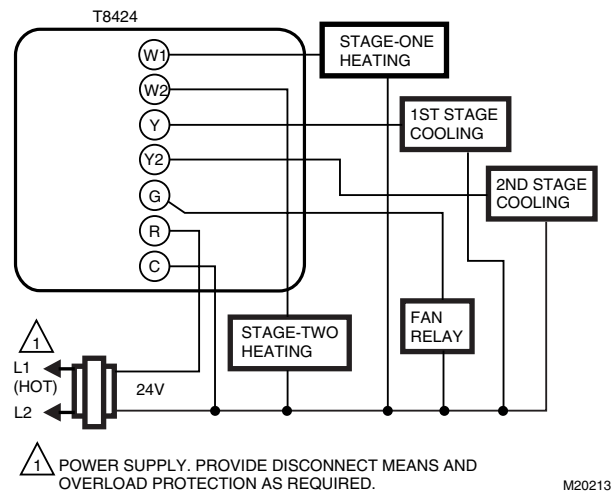 T8424
W1
STAGE-ONE
HEATING
W2
Y
1ST STAGE
COOLING
Y2
2ND STAGE
COOLING
G
R
C
STAGE-TWO
HEATING
FAN
RELAY
1
L1
(HOT)
24V
L2
1 POWER SUPPLY. PROVIDE DISCONNECT MEANS AND
OVERLOAD PROTECTION AS REQUIRED.
M20213